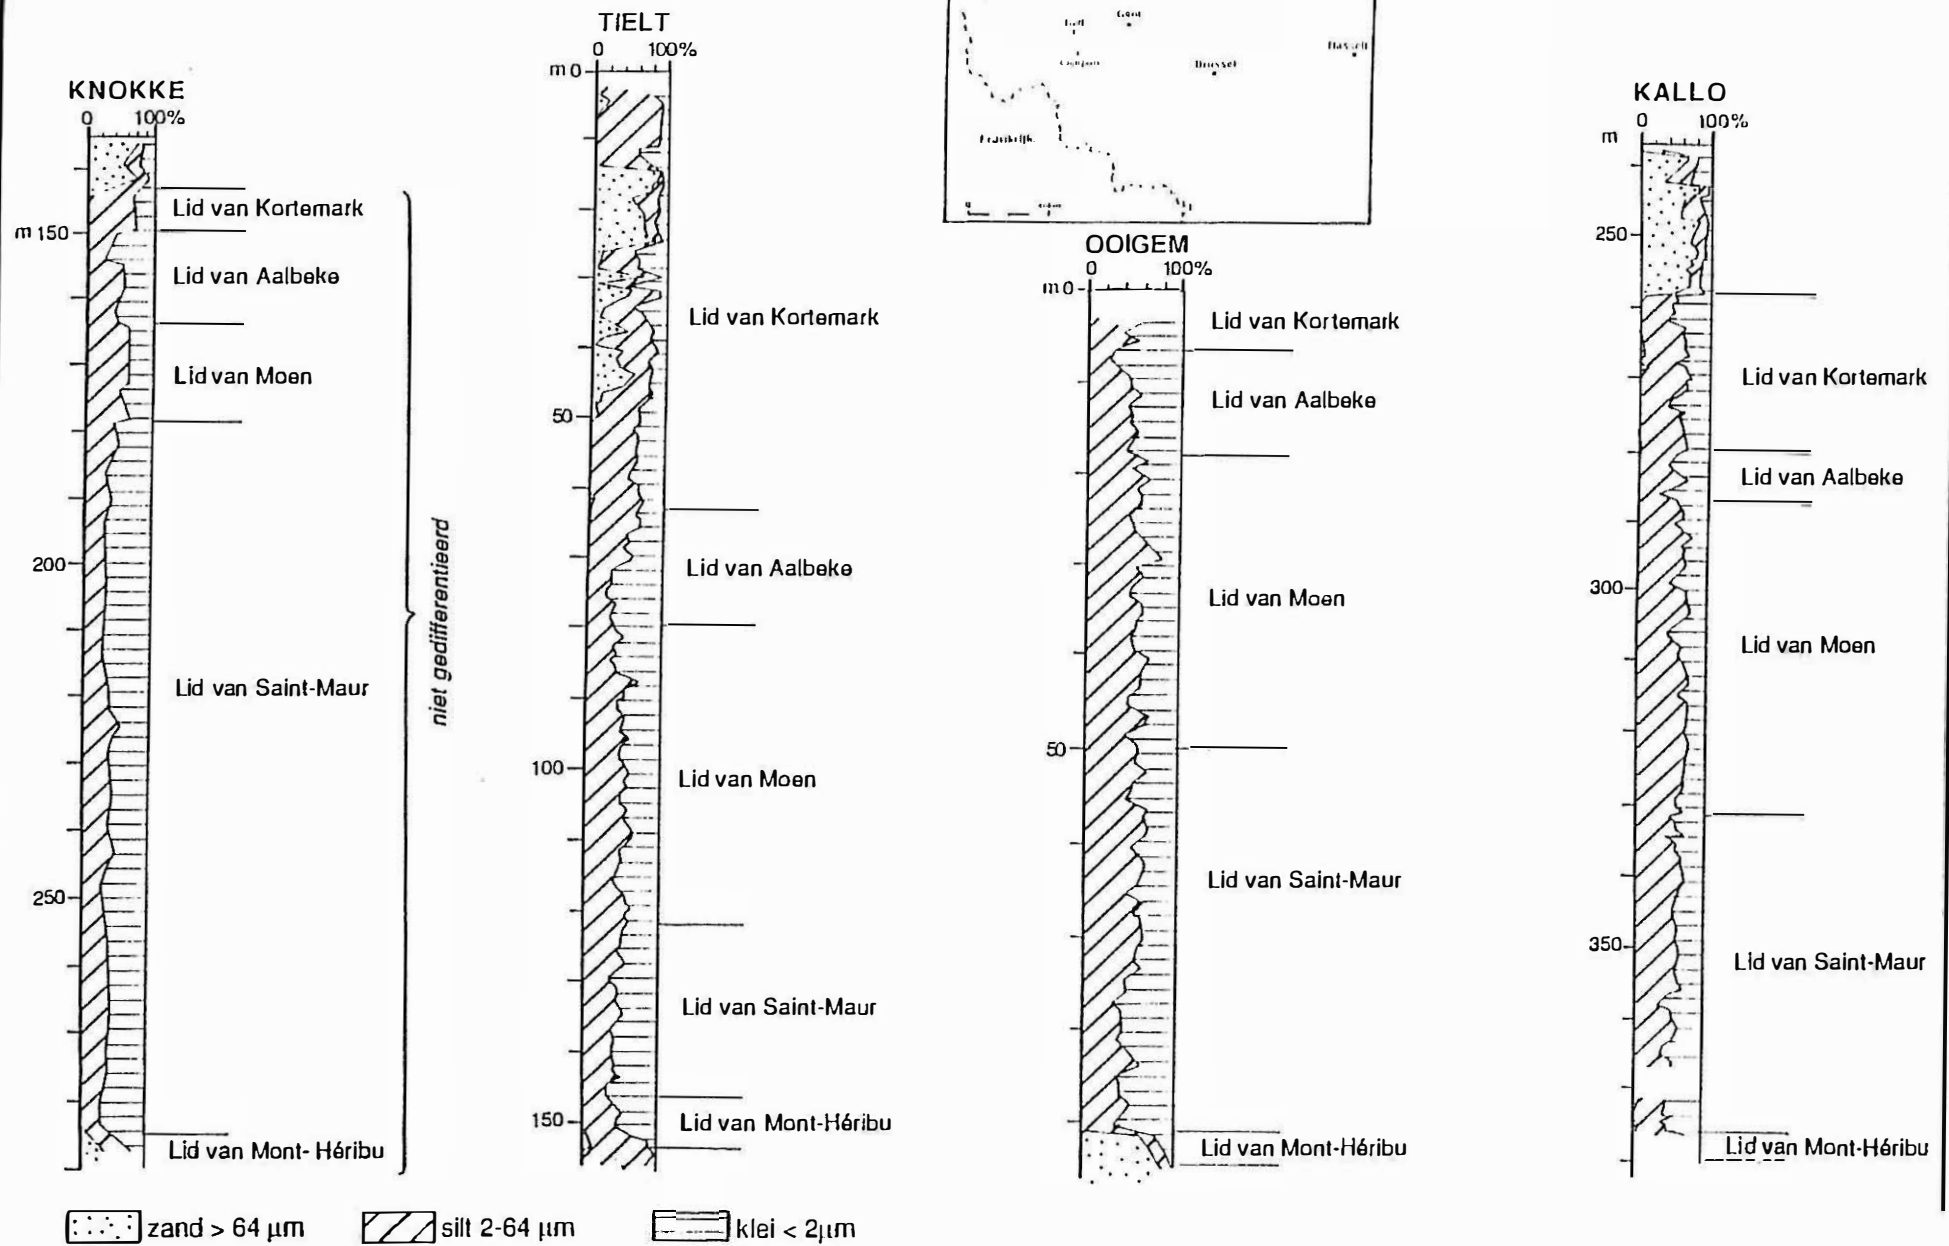 KNOKKE
0 100%
m 150
200
250
Lid van Kortemark
Lid van Aalbeke
Lid van Moen
Lid van Saint-Maur
Lid van Mont-Héribu
niet gedifferentieerd
TIELT
0 100%
m 0
50
100
150
Lid van Kortemark
Lid van Aalbeke
Lid van Moen
Lid van Saint-Maur
Lid van Mont-Héribu
Gent
Hasselt
Brussel
Frankrijk
OOIGEM
0 100%
m 0
50
Lid van Kortemark
Lid van Aalbeke
Lid van Moen
Lid van Saint-Maur
Lid van Mont-Héribu
KALLO
0 100%
m
250
300
350
Lid van Kortemark
Lid van Aalbeke
Lid van Moen
Lid van Saint-Maur
Lid van Mont-Héribu
zand > 64 µm
silt 2-64 µm
klei < 2µm